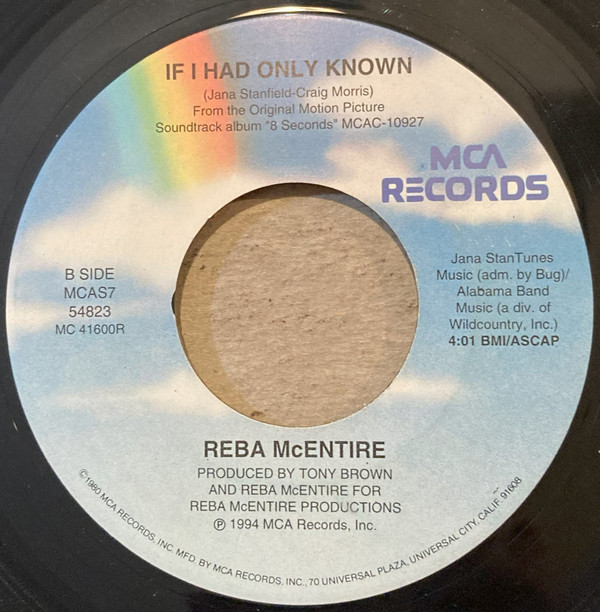 IF I HAD ONLY KNOWN
(Jana Stanfield-Craig Morris)
From the Original Motion Picture
Soundtrack album "8 Seconds" MCAC-10927
MCA
RECORDS
B SIDE
MCAS7
54823
MC 41600R
Jana StanTunes
Music (adm. by Bug)/
Alabama Band
Music (a div. of
Wildcountry, Inc.)
4:01 BMI/ASCAP
REBA McENTIRE
PRODUCED BY TONY BROWN
AND REBA McENTIRE FOR
REBA McENTIRE PRODUCTIONS
℗ 1994 MCA Records, Inc.
©1980 MCA RECORDS, INC. MFD. BY MCA RECORDS, INC., 70 UNIVERSAL PLAZA, UNIVERSAL CITY, CALIF. 91608